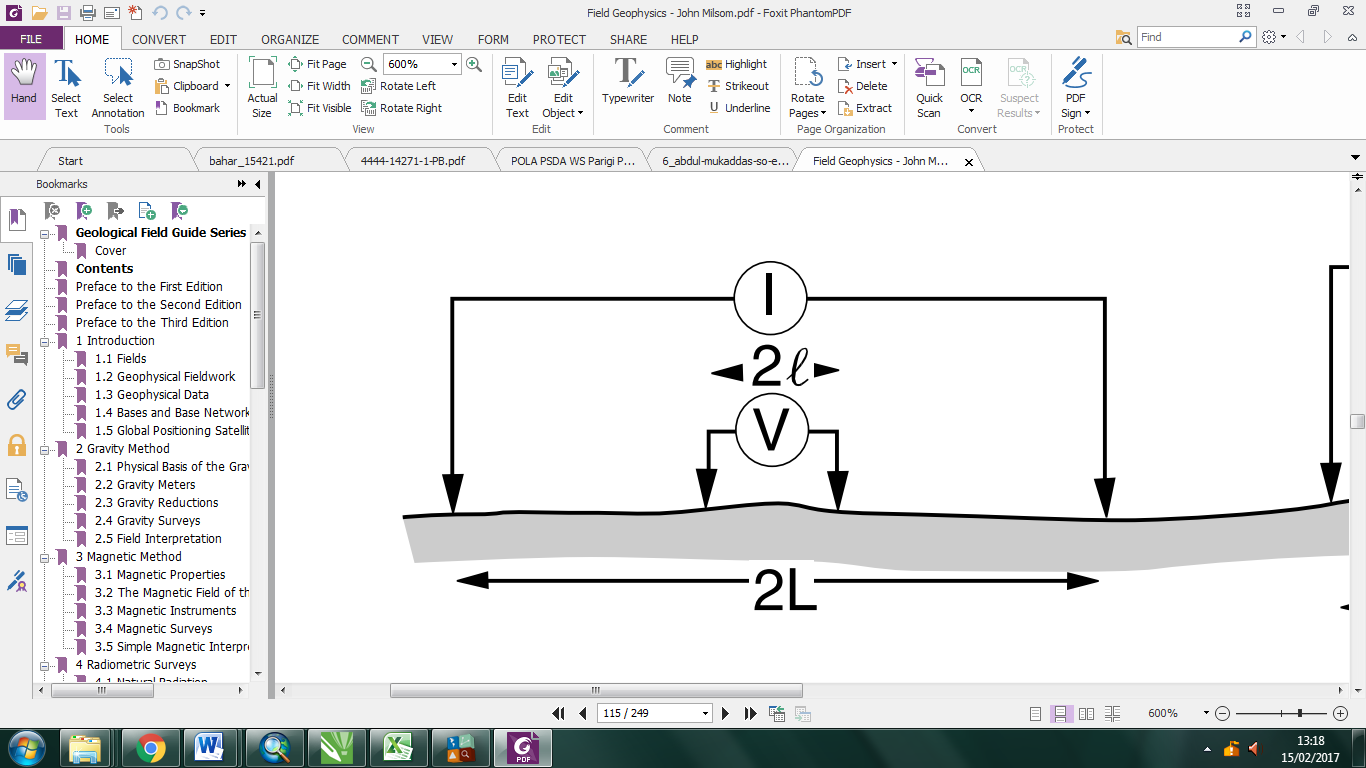 Field Geophysics - John Milsom.pdf - Foxit PhantomPDF
FILE HOME CONVERT EDIT ORGANIZE COMMENT VIEW FORM PROTECT SHARE HELP
Find
Hand
Select Text
Select Annotation
SnapShot
Clipboard
Bookmark
Tools
Actual Size
Fit Page
Fit Width
Fit Visible
600%
Rotate Left
Rotate Right
View
Edit Text
Edit Object
Edit
Typewriter
Note
abc Highlight
Strikeout
U Underline
Comment
Rotate Pages
Insert
Delete
Extract
Page Organization
Quick Scan
OCR
OCR
OCR
Suspect Results
Convert
PDF Sign
Protect
Start
bahar_15421.pdf
4444-14271-1-PB.pdf
POLA PSDA WS Parigi P...
6_abdul-mukaddas-so-e...
Field Geophysics - John M...
Bookmarks
Geological Field Guide Series
Cover
Contents
Preface to the First Edition
Preface to the Second Edition
Preface to the Third Edition
1 Introduction
1.1 Fields
1.2 Geophysical Fieldwork
1.3 Geophysical Data
1.4 Bases and Base Network
1.5 Global Positioning Satellit
2 Gravity Method
2.1 Physical Basis of the Grav
2.2 Gravity Meters
2.3 Gravity Reductions
2.4 Gravity Surveys
2.5 Field Interpretation
3 Magnetic Method
3.1 Magnetic Properties
3.2 The Magnetic Field of th
3.3 Magnetic Instruments
3.4 Magnetic Surveys
3.5 Simple Magnetic Interpre
4 Radiometric Surveys
4.1 Natural Radiation
I
2ℓ
V
2L
115 / 249
600%
PDF
13:18
15/02/2017